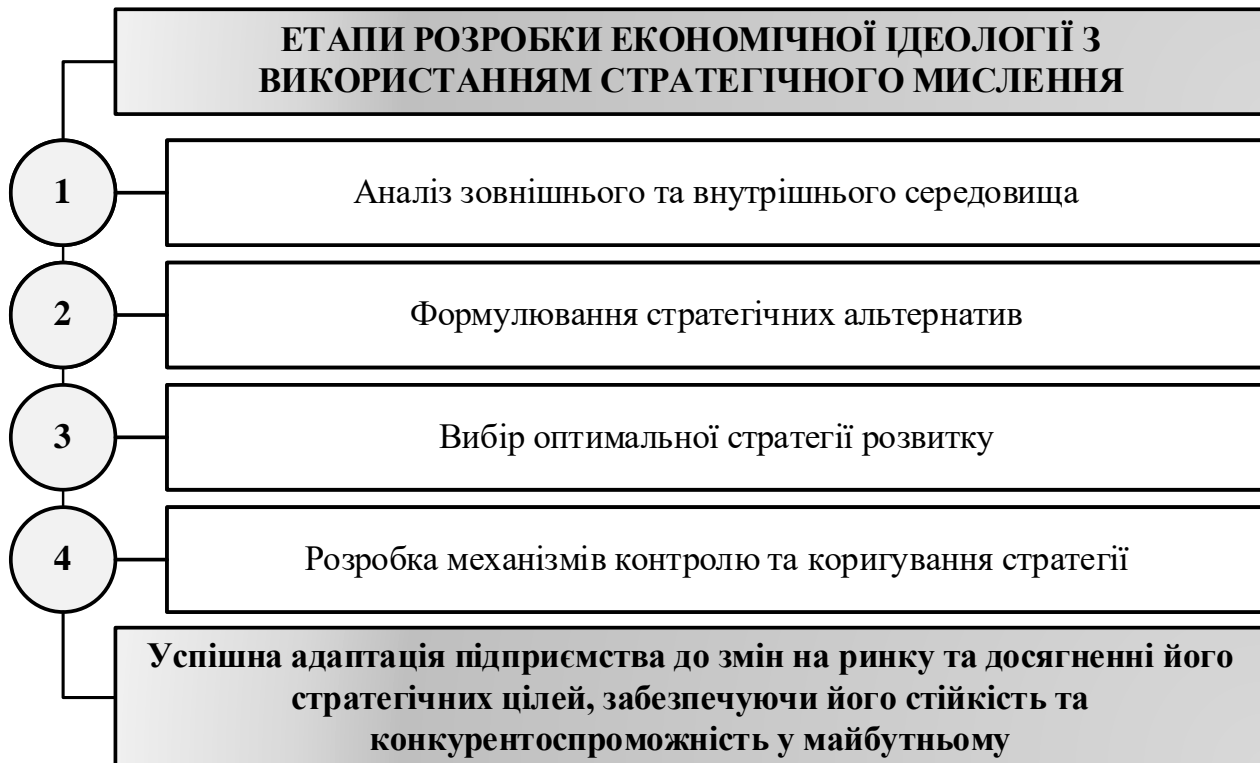 ЕТАПИ РОЗРОБКИ ЕКОНОМІЧНОЇ ІДЕОЛОГІЇ З
ВИКОРИСТАННЯМ СТРАТЕГІЧНОГО МИСЛЕННЯ
1
Аналіз зовнішнього та внутрішнього середовища
2
Формулювання стратегічних альтернатив
3
Вибір оптимальної стратегії розвитку
4
Розробка механізмів контролю та коригування стратегії
Успішна адаптація підприємства до змін на ринку та досягненні його
стратегічних цілей, забезпечуючи його стійкість та
конкурентоспроможність у майбутньому